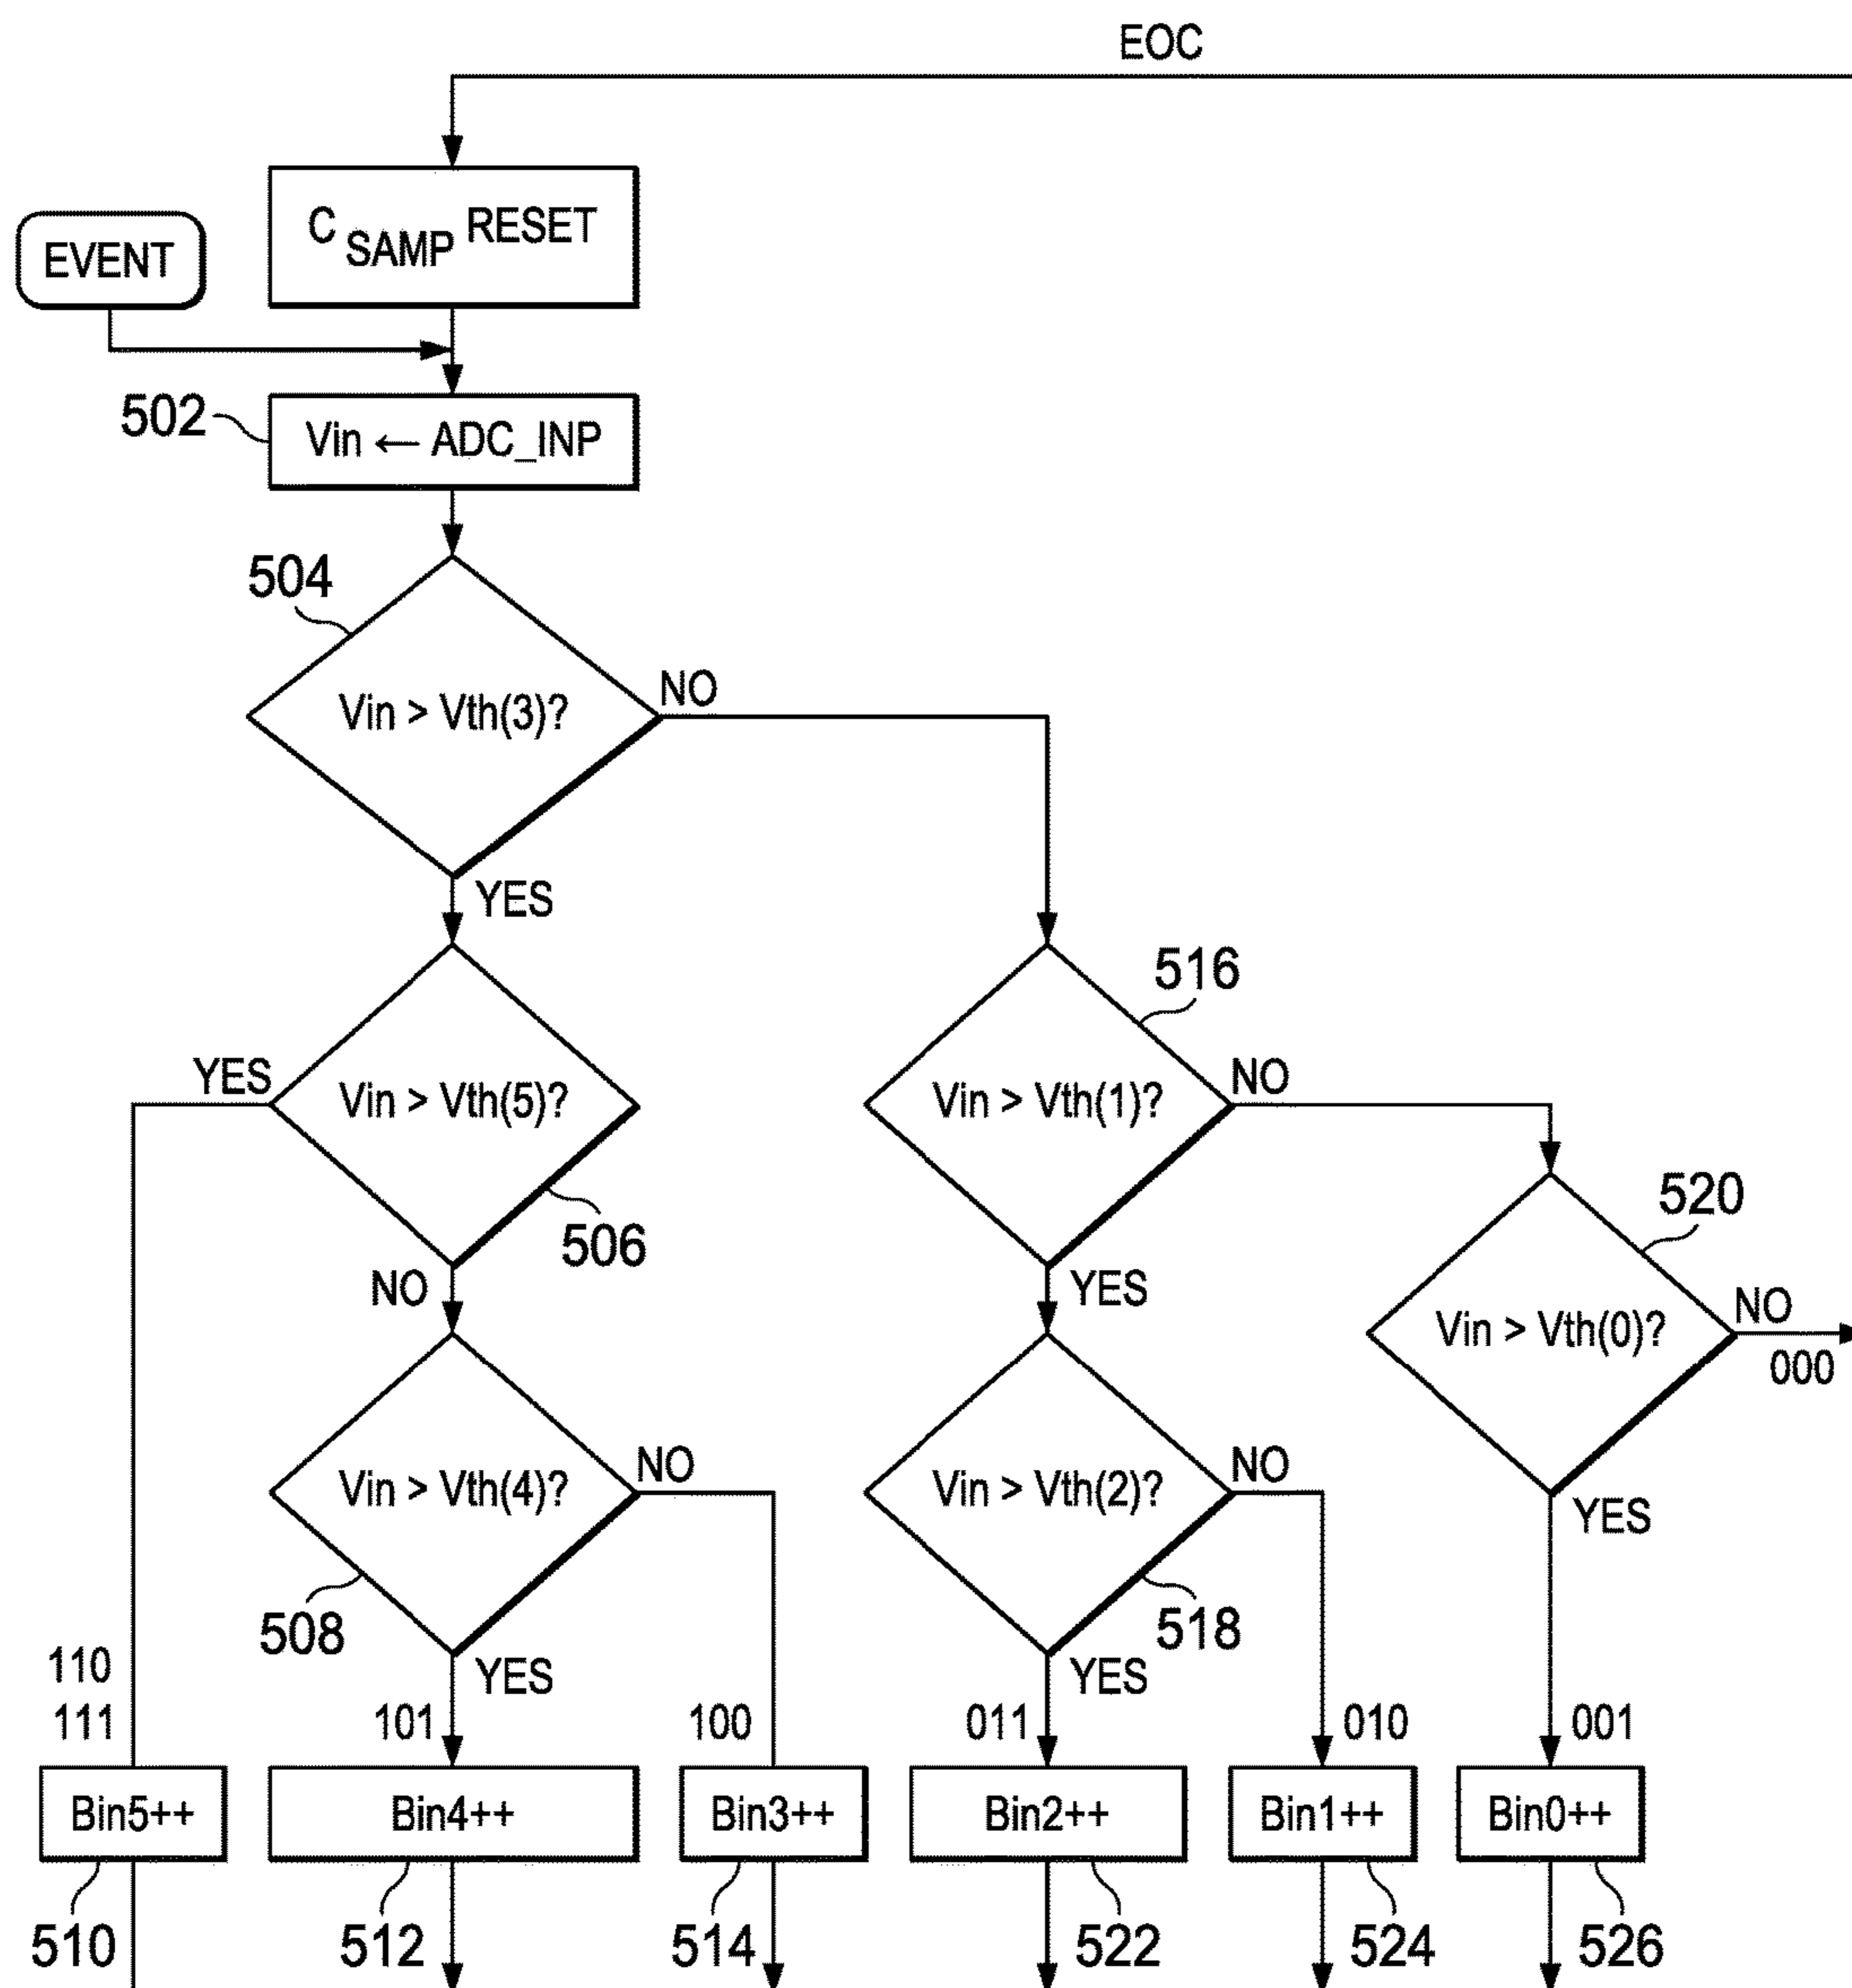 EOC
C SAMP RESET
EVENT
502
Vin ← ADC_INP
504
Vin > Vth(3)?
NO
YES
516
YES
Vin > Vth(5)?
Vin > Vth(1)?
NO
520
506
NO
YES
Vin > Vth(0)?
NO
000
Vin > Vth(4)?
NO
Vin > Vth(2)?
NO
YES
508
518
110
YES
YES
111
101
100
011
010
001
Bin5++
Bin4++
Bin3++
Bin2++
Bin1++
Bin0++
510
512
514
522
524
526